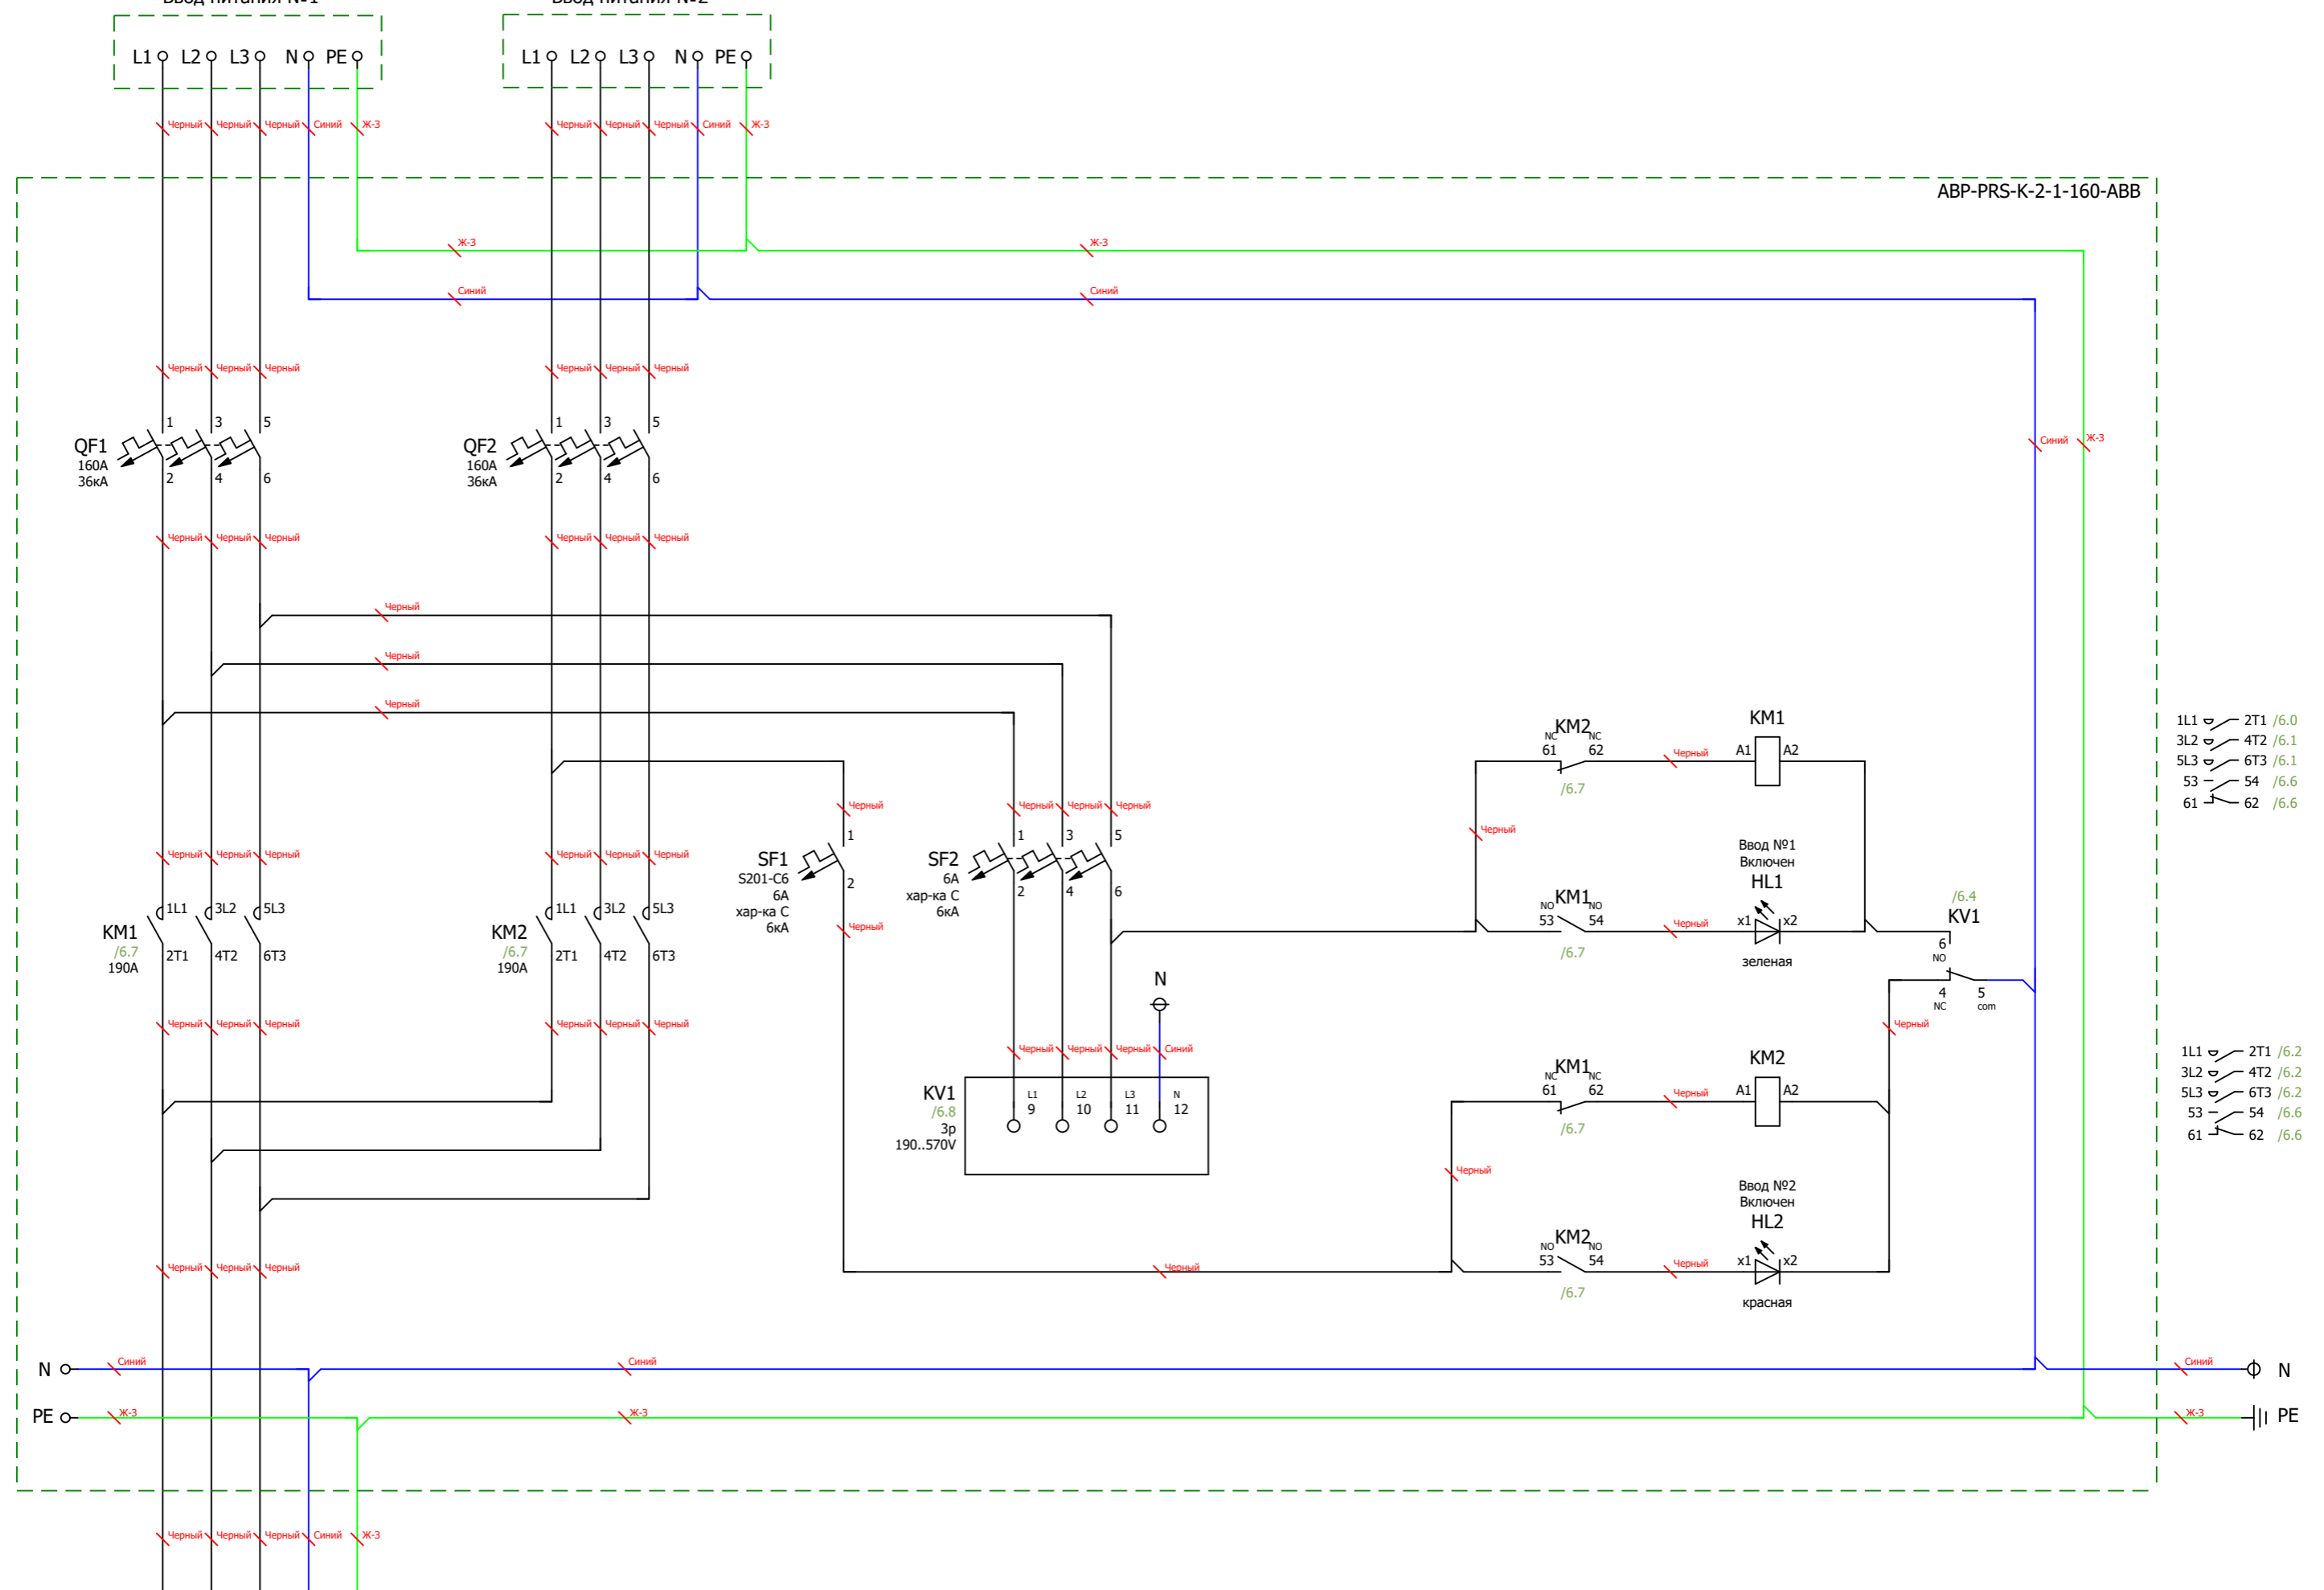 Ввод питания №1
Ввод питания №2
L1 L2 L3 N PE
L1 L2 L3 N PE
Черный Черный Черный Синий Ж-З
Черный Черный Черный Синий Ж-З
ABP-PRS-K-2-1-160-ABB
Ж-З
Ж-З
Синий
Синий
Черный Черный Черный
Черный Черный Черный
Синий Ж-З
QF1
160A
36кА
1 3 5
2 4 6
QF2
160A
36кА
1 3 5
2 4 6
Черный Черный Черный
Черный Черный Черный
Черный
Черный
Черный
Черный
Черный Черный Черный
Черный Черный Черный
Черный Черный Черный
SF1
S201-C6
6А
хар-ка С
6кА
1
2
Черный
SF2
6А
хар-ка С
6кА
1 3 5
2 4 6
KM1
/6.7
190A
1L1 3L2 5L3
2T1 4T2 6T3
KM2
/6.7
190A
1L1 3L2 5L3
2T1 4T2 6T3
Черный Черный Черный
Черный Черный Черный
N
Черный Черный Черный Синий
KV1
/6.8
3p
190..570V
L1 L2 L3 N
9 10 11 12
KM2
NC NC
61 62
/6.7
Черный
KM1
A1 A2
Черный
KM1
NO NO
53 54
/6.7
Черный
Ввод №1
Включен
HL1
x1 x2
зеленая
/6.4
KV1
6
NO
4 5
NC com
Черный
KM1
NC NC
61 62
/6.7
Черный
KM2
A1 A2
Черный
KM2
NO NO
53 54
/6.7
Черный
Ввод №2
Включен
HL2
x1 x2
красная
Черный
1L1 2T1 /6.0
3L2 4T2 /6.1
5L3 6T3 /6.1
53 54 /6.6
61 62 /6.6
1L1 2T1 /6.2
3L2 4T2 /6.2
5L3 6T3 /6.2
53 54 /6.6
61 62 /6.6
Черный Черный Черный
N Синий Синий Синий N
PE Ж-З Ж-З Ж-З PE
Черный Черный Черный Синий Ж-З